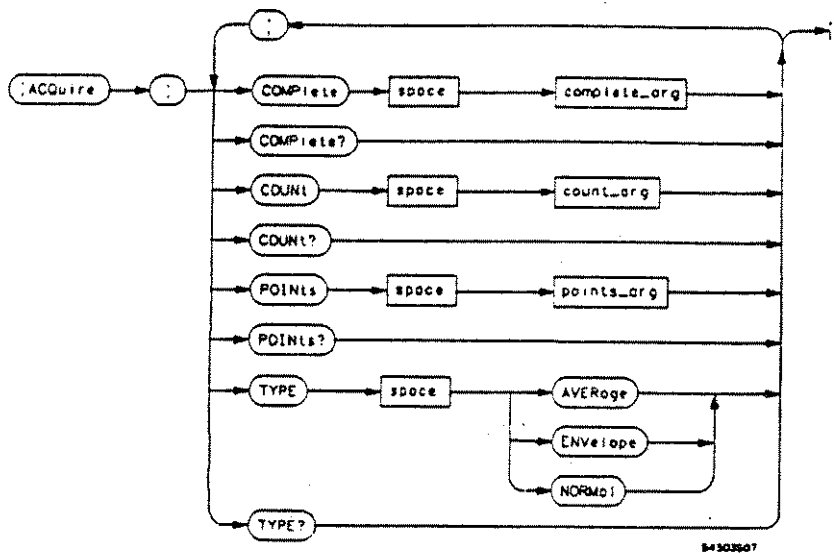 ;
:ACQuire : COMPlete space complete_arg
COMPlete?
COUNt space count_arg
COUNt?
POINts space points_arg
POINts?
TYPE space AVERage
ENVelope
NORMal
TYPE?